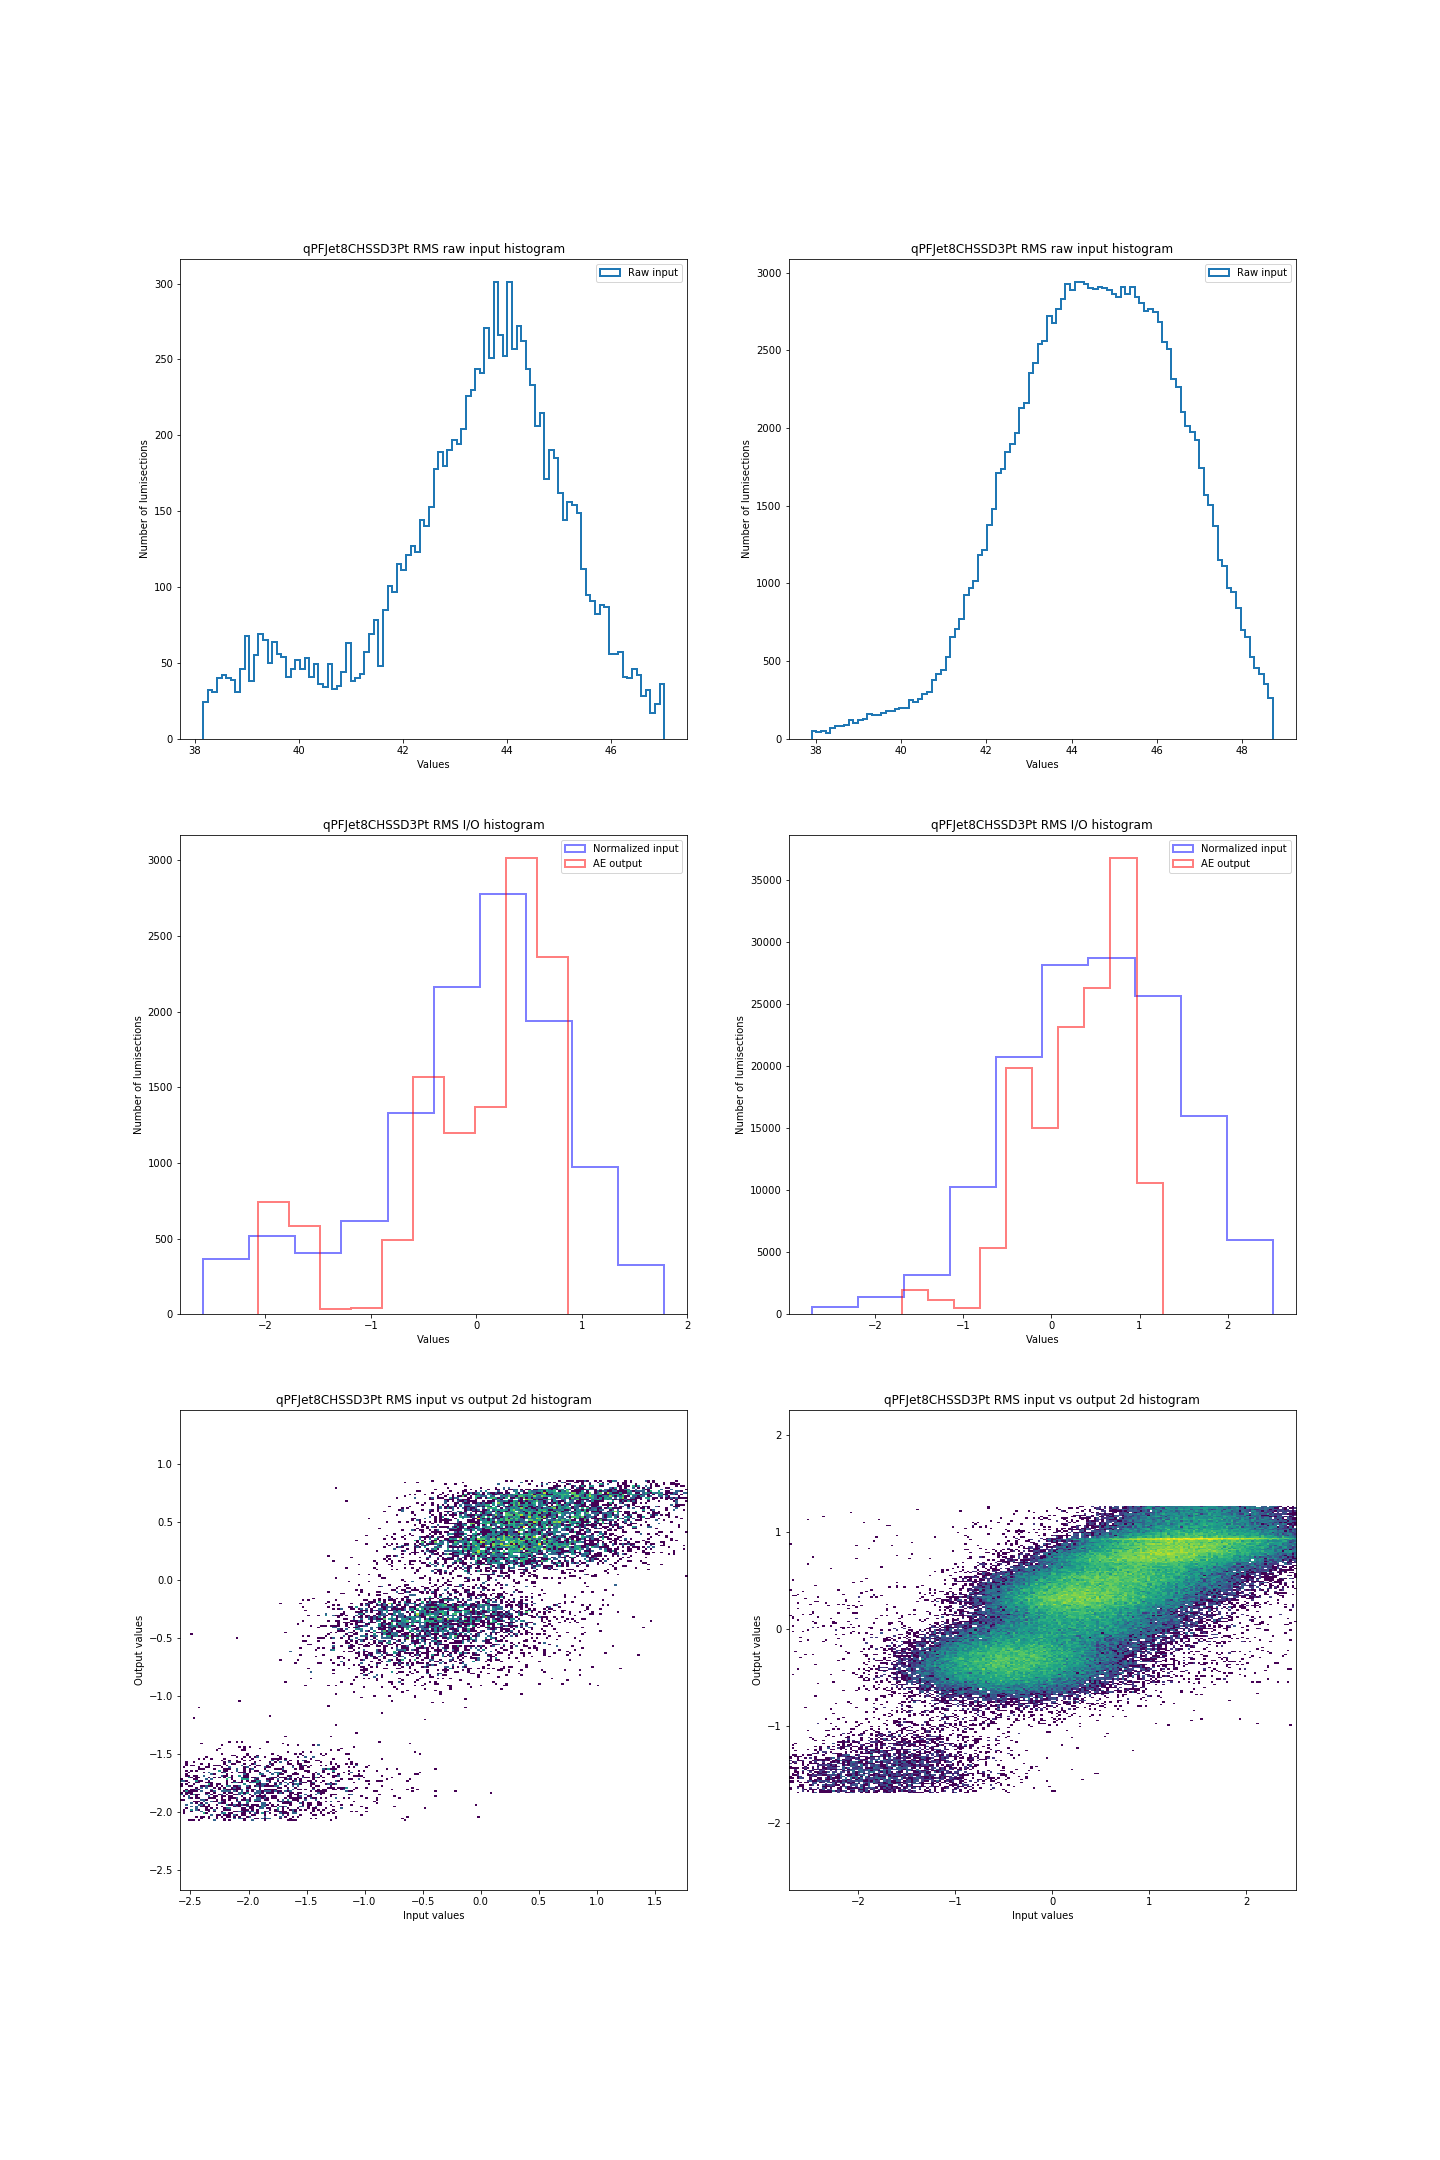 qPFJet8CHSSD3Pt RMS raw input histogram
Raw input
300
250
200
150
100
50
0
Number of lumisections
38 40 42 44 46
Values
qPFJet8CHSSD3Pt RMS raw input histogram
Raw input
3000
2500
2000
1500
1000
500
0
Number of lumisections
38 40 42 44 46 48
Values
qPFJet8CHSSD3Pt RMS I/O histogram
Normalized input
AE output
3000
2500
2000
1500
1000
500
0
Number of lumisections
−2 −1 0 1 2
Values
qPFJet8CHSSD3Pt RMS I/O histogram
Normalized input
AE output
35000
30000
25000
20000
15000
10000
5000
0
Number of lumisections
−2 −1 0 1 2
Values
qPFJet8CHSSD3Pt RMS input vs output 2d histogram
1.0
0.5
0.0
−0.5
−1.0
−1.5
−2.0
−2.5
Output values
−2.5 −2.0 −1.5 −1.0 −0.5 0.0 0.5 1.0 1.5
Input values
qPFJet8CHSSD3Pt RMS input vs output 2d histogram
2
1
0
−1
−2
Output values
−2 −1 0 1 2
Input values